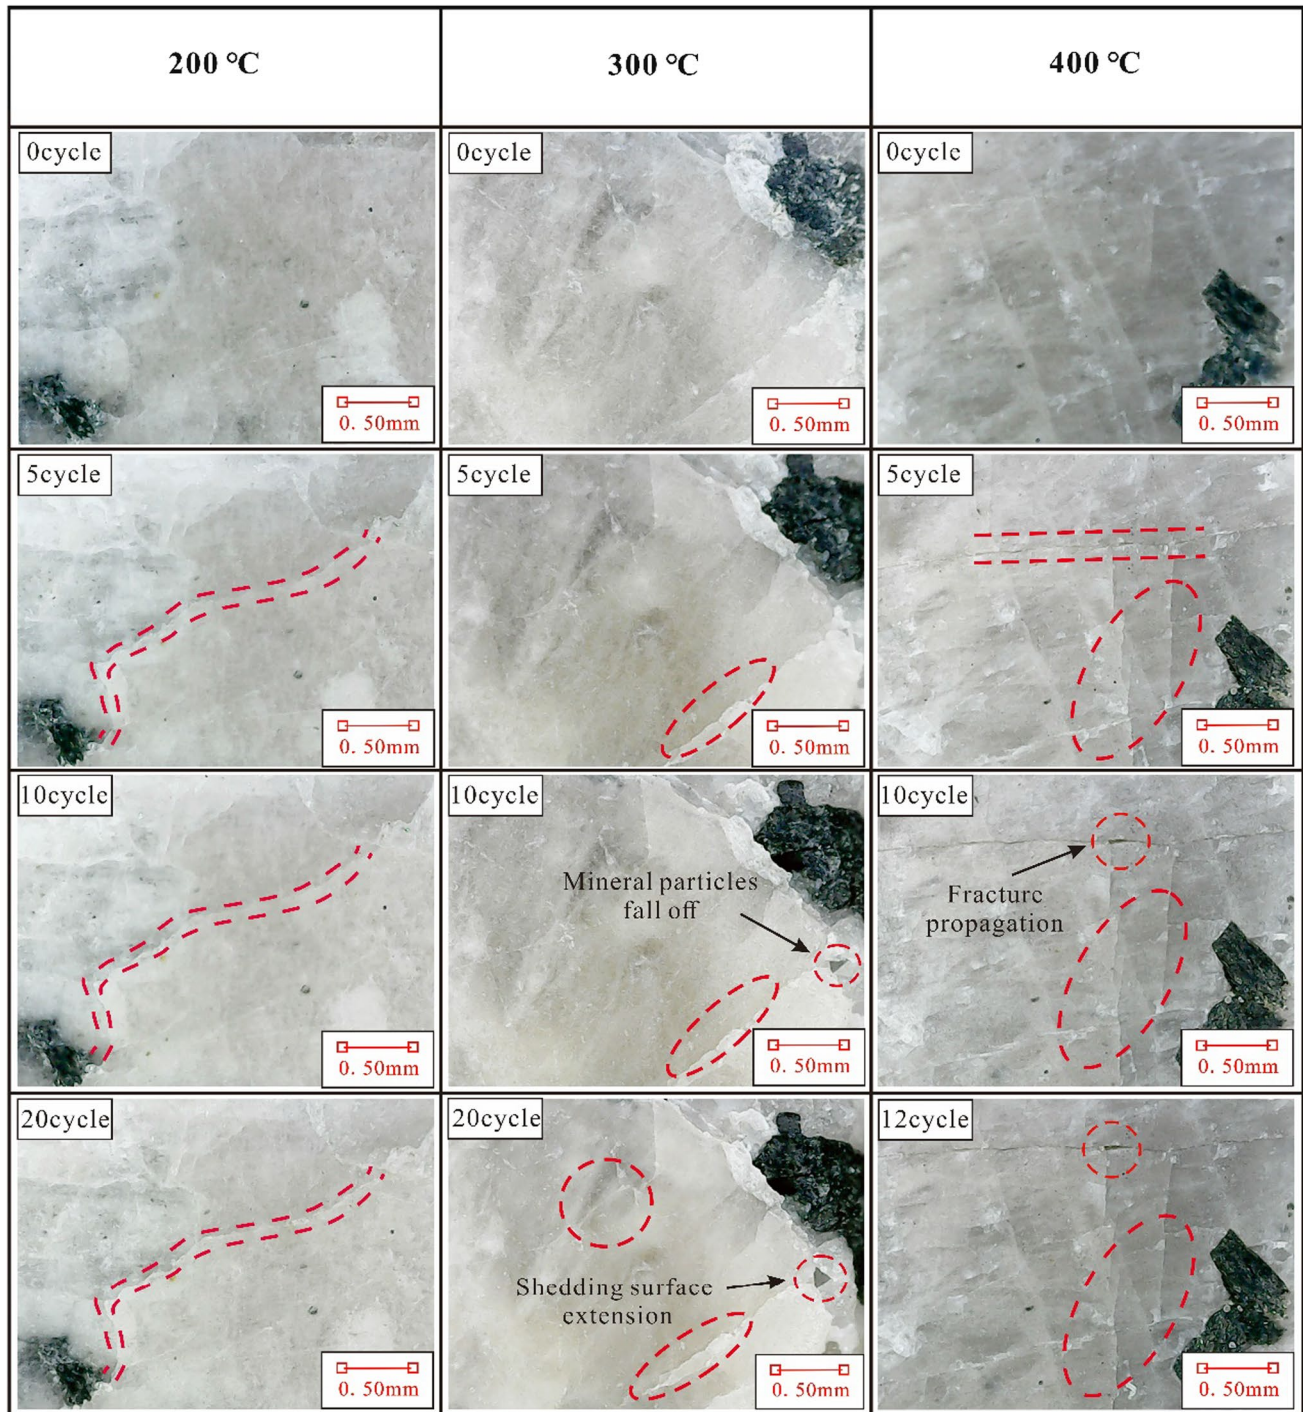 200 ℃
300 ℃
400 ℃
0cycle
0cycle
0cycle
0. 50mm
0. 50mm
0. 50mm
5cycle
5cycle
5cycle
0. 50mm
0. 50mm
0. 50mm
10cycle
10cycle
10cycle
Mineral particles
fall off
Fracture
propagation
0. 50mm
0. 50mm
0. 50mm
20cycle
20cycle
12cycle
Shedding surface
extension
0. 50mm
0. 50mm
0. 50mm